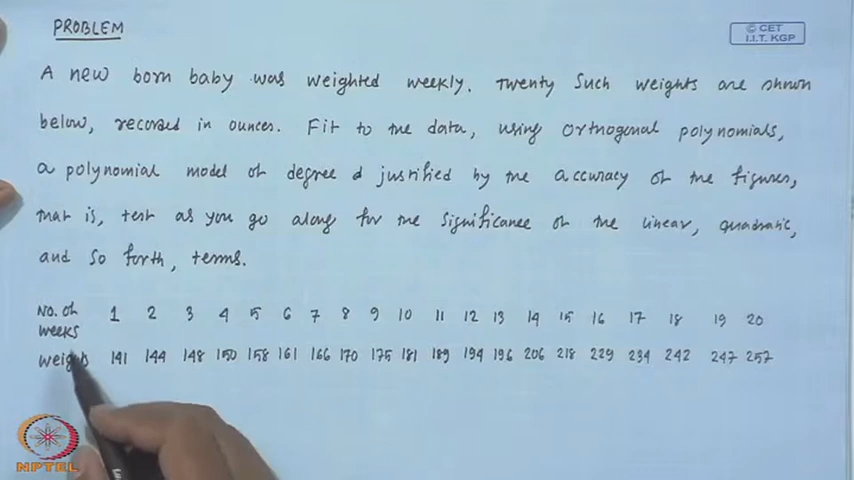 PROBLEM
© CET
I.I.T. KGP
A new born baby was weighted weekly. Twenty Such weights are shown
below, recorded in ounces. Fit to the data, using orthogonal polynomials,
a polynomial model of degree d justified by the accuracy of the figures,
that is, test as you go along for the significance of the linear, quadratic,
and so forth, terms.
No. of 1 2 3 4 5 6 7 8 9 10 11 12 13 14 15 16 17 18 19 20
weeks
weights 141 144 148 150 158 161 166 170 175 181 189 194 196 206 218 229 234 242 247 257
NPTEL